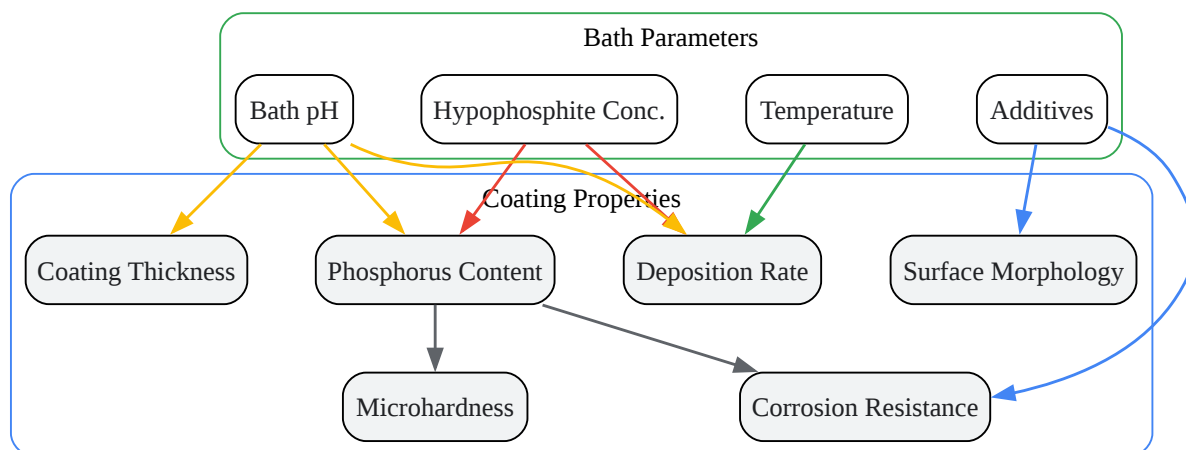 Bath Parameters
Bath pH
Hypophosphite Conc.
Temperature
Additives
Coating Properties
Coating Thickness
Phosphorus Content
Deposition Rate
Surface Morphology
Microhardness
Corrosion Resistance